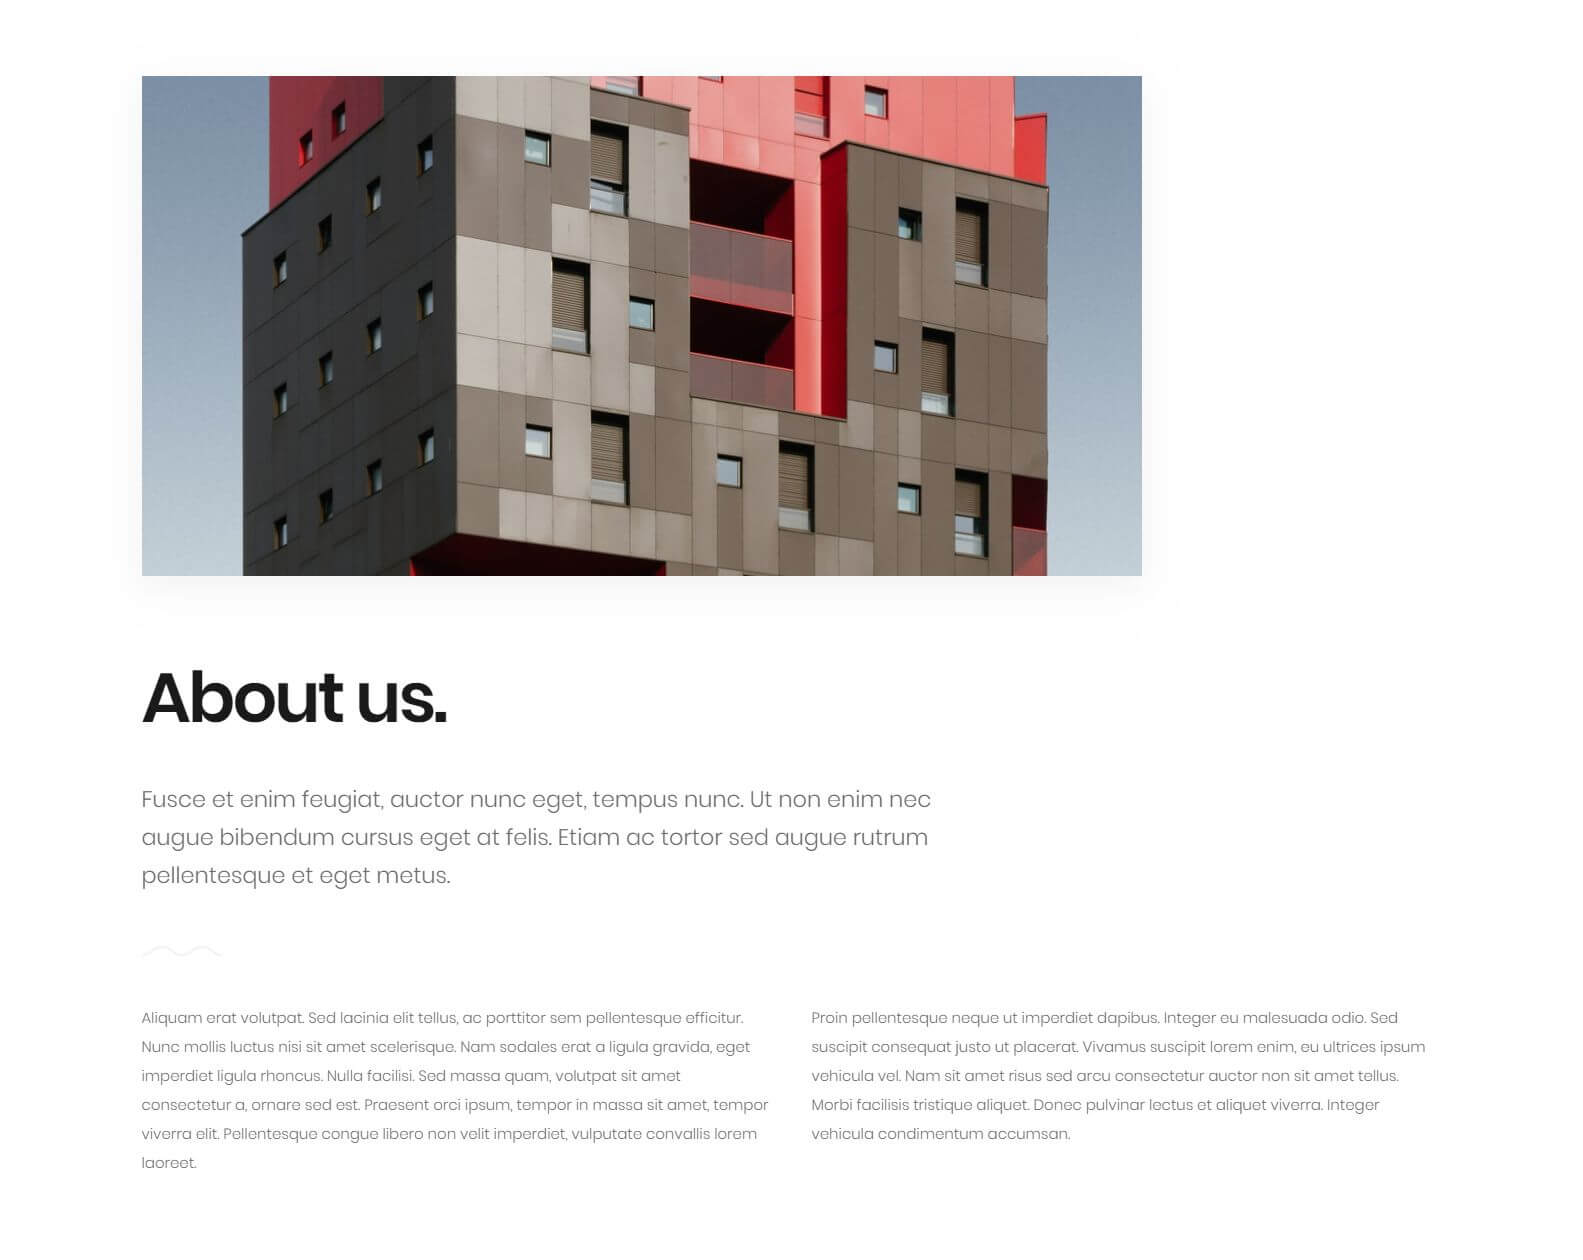 About us.
Fusce et enim feugiat, auctor nunc eget, tempus nunc. Ut non enim nec
augue bibendum cursus eget at felis. Etiam ac tortor sed augue rutrum
pellentesque et eget metus.
Aliquam erat volutpat. Sed lacinia elit tellus, ac porttitor sem pellentesque efficitur.
Nunc mollis luctus nisi sit amet scelerisque. Nam sodales erat a ligula gravida, eget
imperdiet ligula rhoncus. Nulla facilisi. Sed massa quam, volutpat sit amet
consectetur a, ornare sed est. Praesent orci ipsum, tempor in massa sit amet, tempor
viverra elit. Pellentesque congue libero non velit imperdiet, vulputate convallis lorem
laoreet.
Proin pellentesque neque ut imperdiet dapibus. Integer eu malesuada odio. Sed
suscipit consequat justo ut placerat. Vivamus suscipit lorem enim, eu ultrices ipsum
vehicula vel. Nam sit amet risus sed arcu consectetur auctor non sit amet tellus.
Morbi facilisis tristique aliquet. Donec pulvinar lectus et aliquet viverra. Integer
vehicula condimentum accumsan.